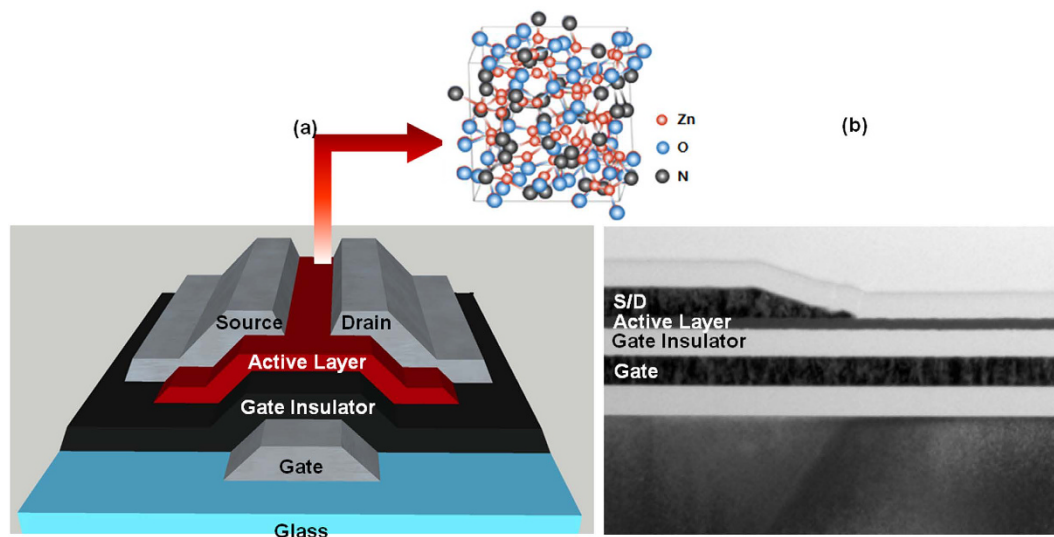 (a)
Zn
O
N
(b)
Source
Drain
Active Layer
Gate Insulator
Gate
Glass
S/D
Active Layer
Gate Insulator
Gate